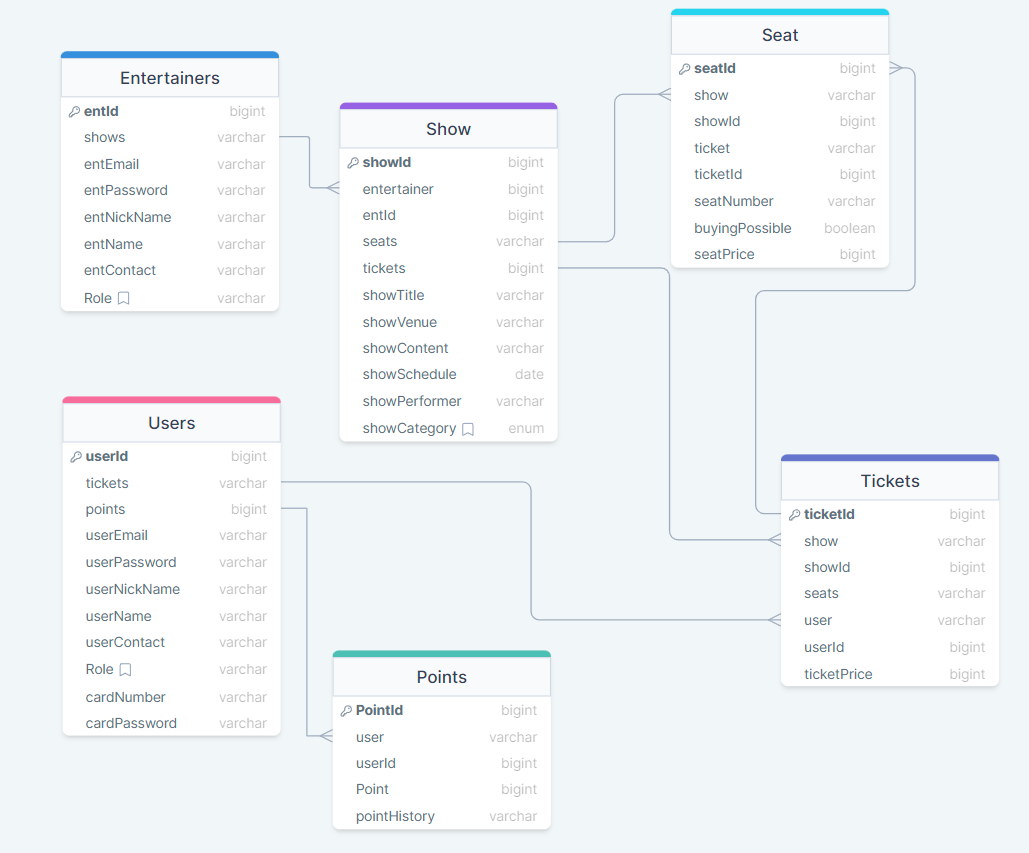 Entertainers
entId bigint
shows varchar
entEmail varchar
entPassword varchar
entNickName varchar
entName varchar
entContact varchar
Role varchar
Show
showId bigint
entertainer bigint
entId bigint
seats varchar
tickets bigint
showTitle varchar
showVenue varchar
showContent varchar
showSchedule date
showPerformer varchar
showCategory enum
Seat
seatId bigint
show varchar
showId bigint
ticket varchar
ticketId bigint
seatNumber varchar
buyingPossible boolean
seatPrice bigint
Users
userId bigint
tickets varchar
points bigint
userEmail varchar
userPassword varchar
userNickName varchar
userName varchar
userContact varchar
Role varchar
cardNumber varchar
cardPassword varchar
Points
PointId bigint
user varchar
userId bigint
Point bigint
pointHistory varchar
Tickets
ticketId bigint
show varchar
showId bigint
seats varchar
user varchar
userId bigint
ticketPrice bigint